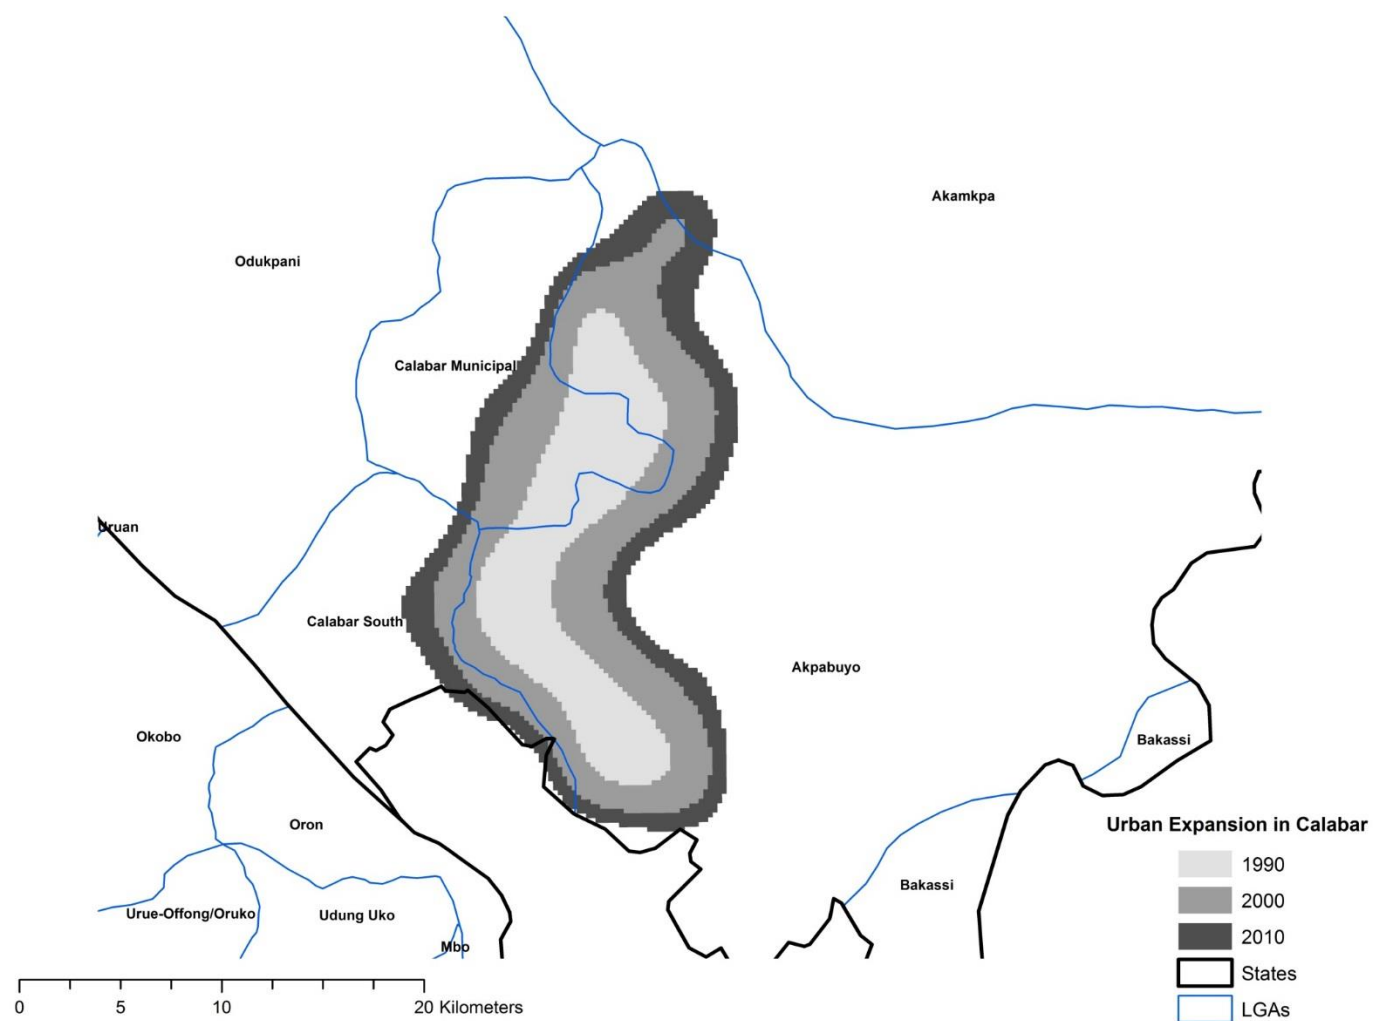 Akamkpa
Odukpani
Calabar Municipal
Uruan
Calabar South
Akpabuyo
Okobo
Bakassi
Oron
Bakassi
Urue-Offong/Oruko
Udung Uko
Mbo
Urban Expansion in Calabar
1990
2000
2010
States
LGAs
0 5 10 20 Kilometers